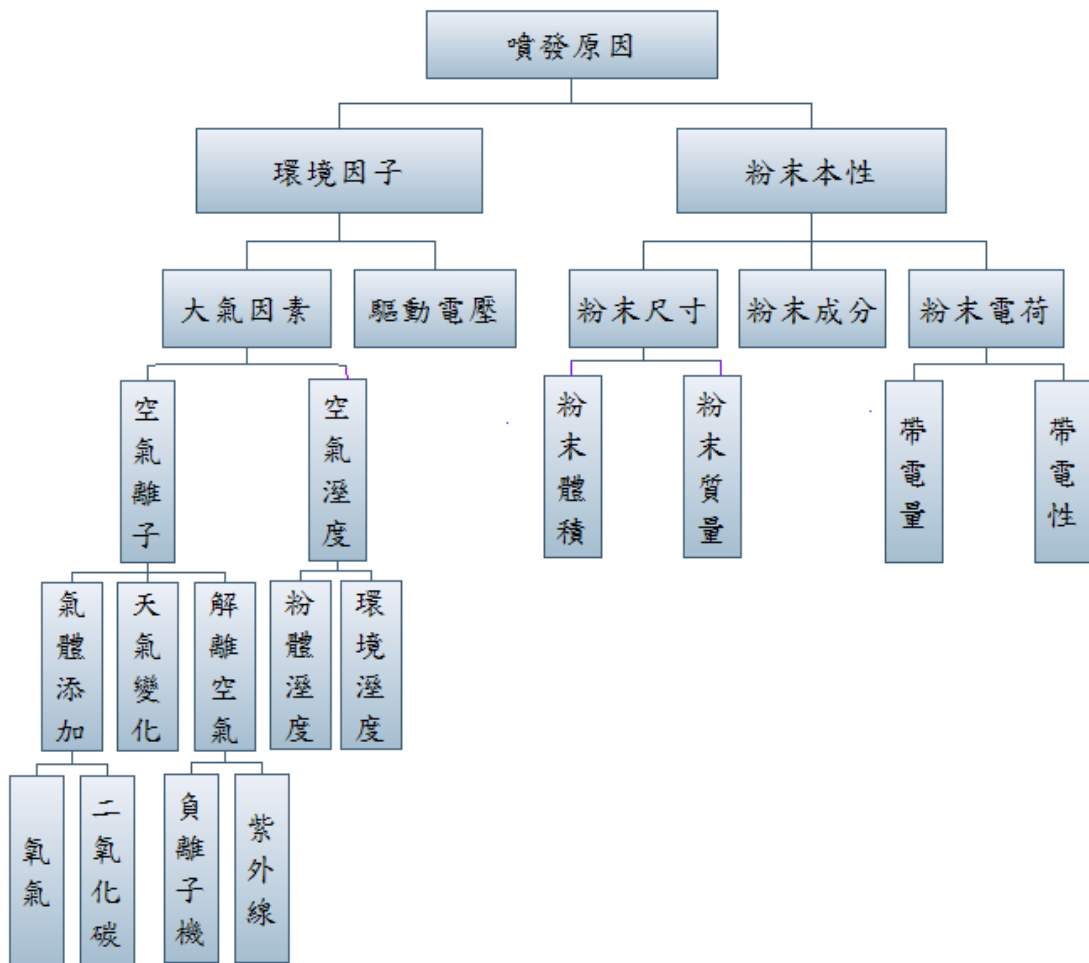 噴發原因
環境因子
粉末本性
大氣因素
驅動電壓
粉末尺寸
粉末成分
粉末電荷
空氣離子
空氣溼度
粉末體積
粉末質量
帶電量
帶電性
氣體添加
天氣變化
解離空氣
粉體溼度
環境溼度
氧氣
二氧化碳
負離子機
紫外線